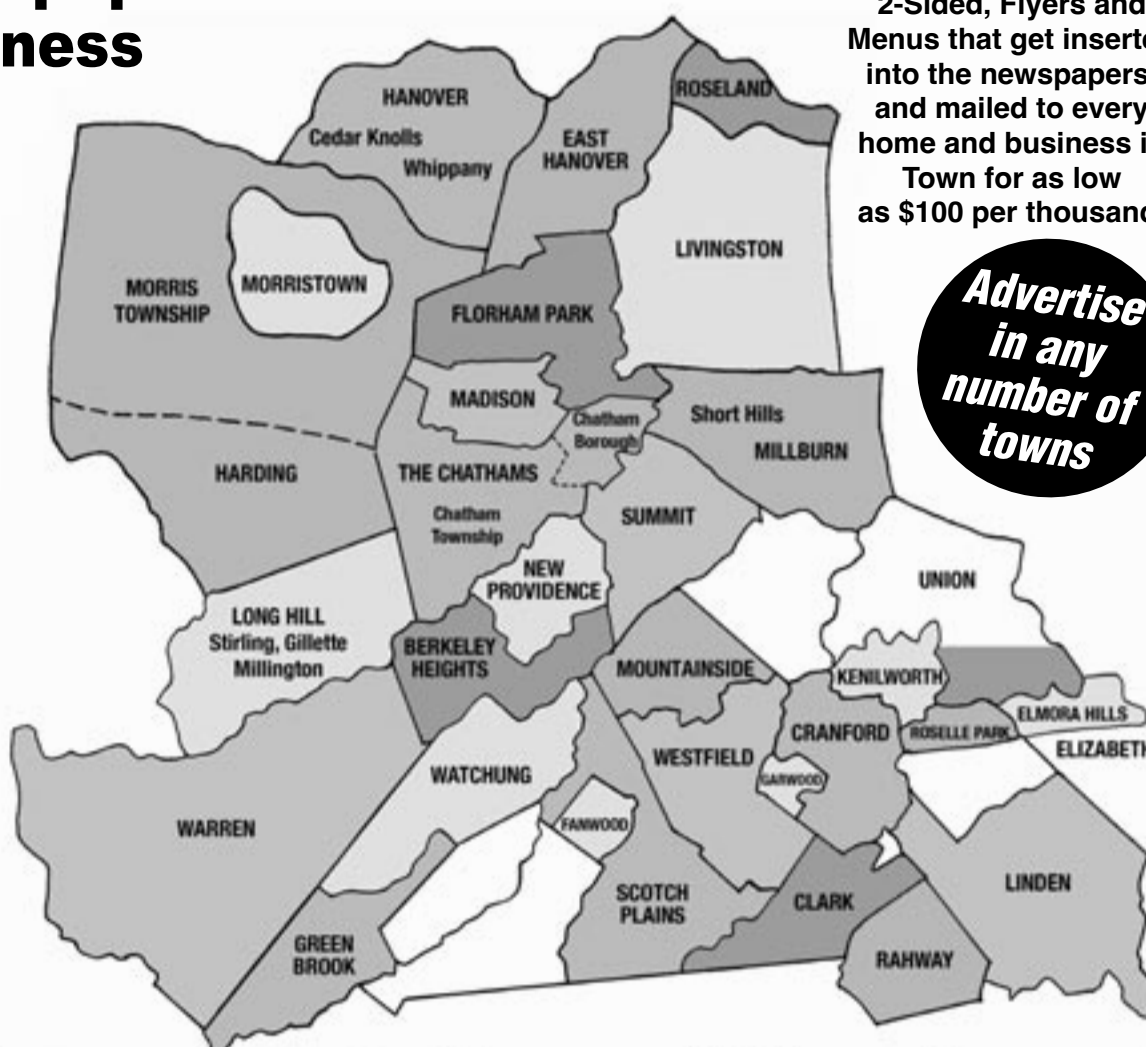 ness
2-Sided, Flyers and
Menus that get
into the newspapers
and mailed to every
home and business
Town for as low
as $100 per
Advertise
in any
number of
towns
HANOVER
Cedar Knolls
Whippany
EAST
HANOVER
ROSELAND
LIVINGSTON
MORRIS
TOWNSHIP
MORRISTOWN
FLORHAM PARK
MADISON
Chatham
Borough
Short Hills
MILLBURN
HARDING
THE CHATHAMS
Chatham
Township
SUMMIT
NEW
PROVIDENCE
UNION
LONG HILL
Stirling, Gillette
Millington
BERKELEY
HEIGHTS
MOUNTAINSIDE
KENILWORTH
ELMORA HILLS
ROSELLE PARK
CRANFORD
ELIZABETH
WESTFIELD
GARWOOD
WATCHUNG
WARREN
FANWOOD
SCOTCH
PLAINS
CLARK
LINDEN
GREEN
BROOK
RAHWAY